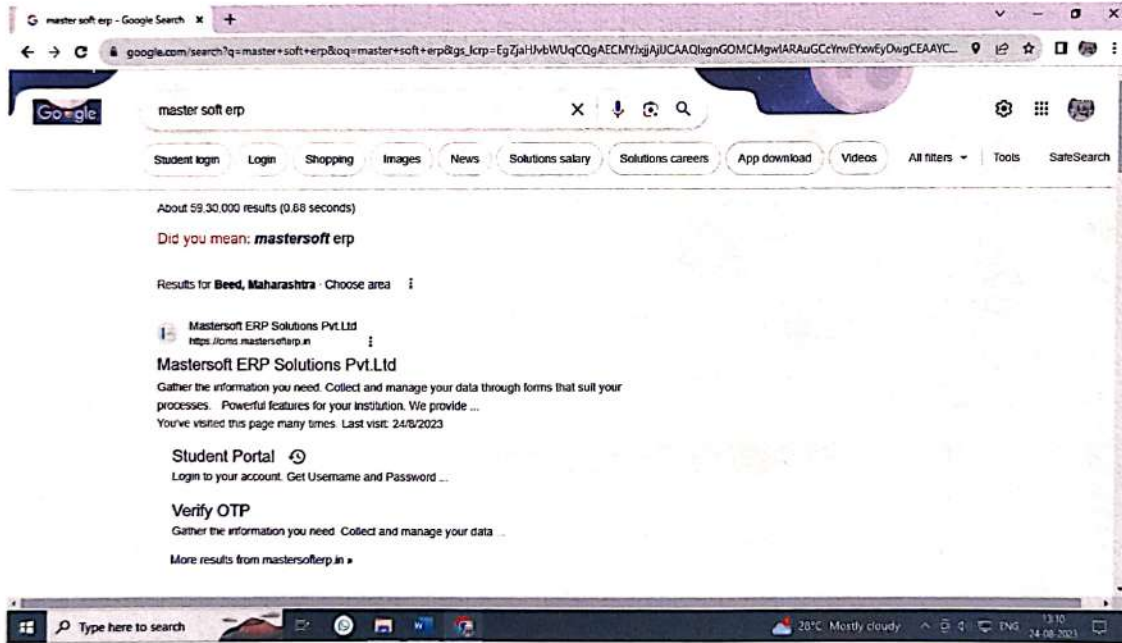 master soft erp - Google Search
google.com/search?q=master+soft+erp&oq=master+soft+erp&gs_lcrp=
Google
master soft erp
Student login Login Shopping Images News Solutions salary Solutions careers App download Videos All filters Tools SafeSearch
About 59,30,000 results (0.88 seconds)
Did you mean: mastersoft erp
Results for Beed, Maharashtra · Choose area
Mastersoft ERP Solutions Pvt.Ltd
https://cms.mastersofterp.in
Mastersoft ERP Solutions Pvt.Ltd
Gather the information you need. Collect and manage your data through forms that suit your
processes. Powerful features for your institution. We provide ...
You've visited this page many times. Last visit: 24/8/2023
Student Portal
Login to your account. Get Username and Password ...
Verify OTP
Gather the information you need. Collect and manage your data ...
More results from mastersofterp.in »
Type here to search
28°C Mostly cloudy
ENG
13:10
24-08-2023